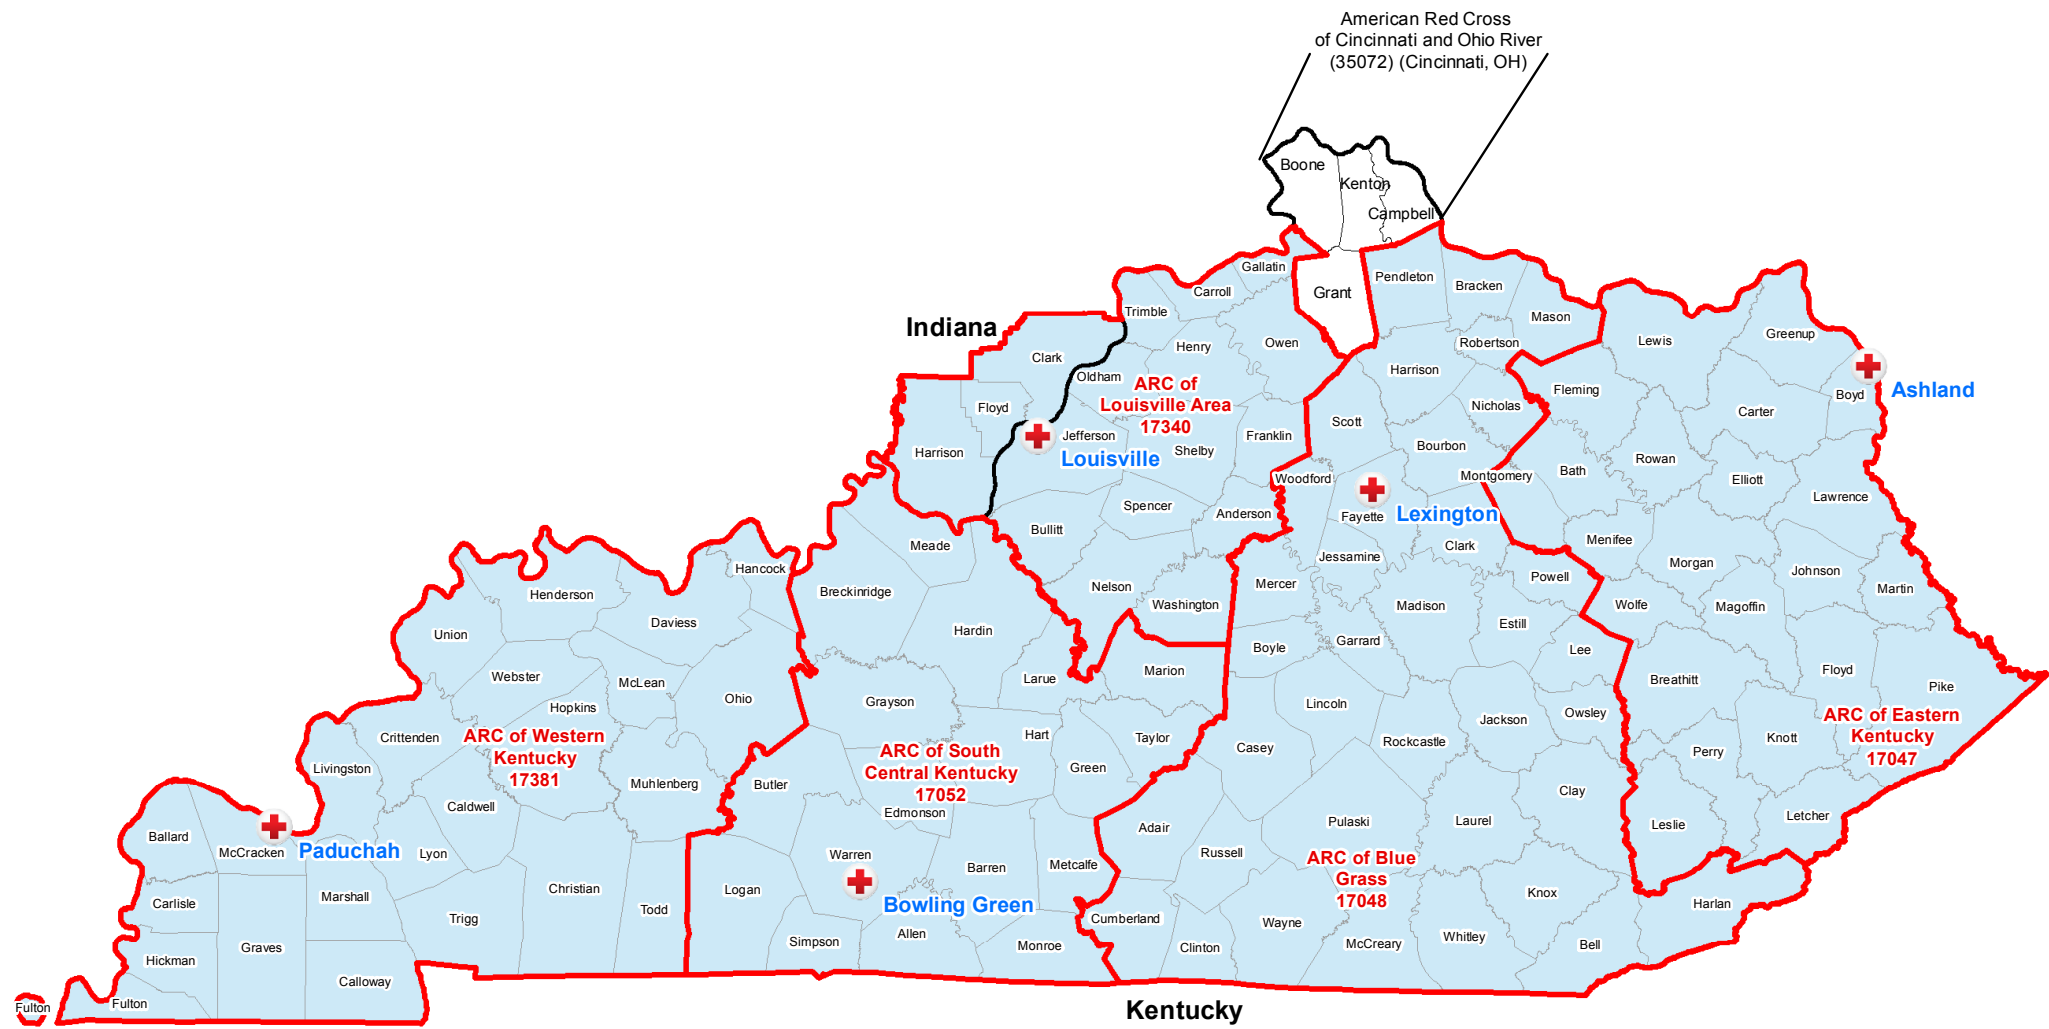 American Red Cross
of Cincinnati and Ohio River
(35072) (Cincinnati, OH)
Boone
Kenton
Campbell
Gallatin
Pendleton
Carroll
Grant
Bracken
Trimble
Mason
Indiana
Greenup
Clark
Henry
Owen
Robertson
Lewis
Oldham
Harrison
ARC of
Louisville Area
17340
Fleming
Boyd
Ashland
Floyd
Nicholas
Carter
Scott
Jefferson
Franklin
Bourbon
Louisville
Shelby
Harrison
Rowan
Woodford
Montgomery
Bath
Elliott
Lawrence
Spencer
Anderson
Fayette
Lexington
Bullitt
Meade
Clark
Menifee
Jessamine
Hancock
Morgan
Johnson
Powell
Breckinridge
Nelson
Mercer
Martin
Henderson
Washington
Madison
Wolfe
Magoffin
Daviess
Hardin
Estill
Union
Garrard
Boyle
Lee
Webster
McLean
Larue
Marion
Breathitt
Floyd
Pike
Ohio
Grayson
Hopkins
Lincoln
Jackson
Owsley
ARC of Eastern
Kentucky
17047
Crittenden
ARC of Western
Kentucky
17381
ARC of South
Central Kentucky
17052
Hart
Taylor
Casey
Rockcastle
Knott
Perry
Livingston
Green
Muhlenberg
Butler
Clay
Caldwell
Edmonson
Letcher
Ballard
Adair
Pulaski
Laurel
Leslie
McCracken
Paducah
Lyon
Warren
Russell
ARC of Blue
Grass
17048
Barren
Metcalfe
Marshall
Christian
Logan
Knox
Carlisle
Bowling Green
Harlan
Todd
Trigg
Cumberland
Wayne
Allen
Simpson
Graves
Monroe
Clinton
McCreary
Whitley
Bell
Hickman
Calloway
Fulton
Fulton
Kentucky